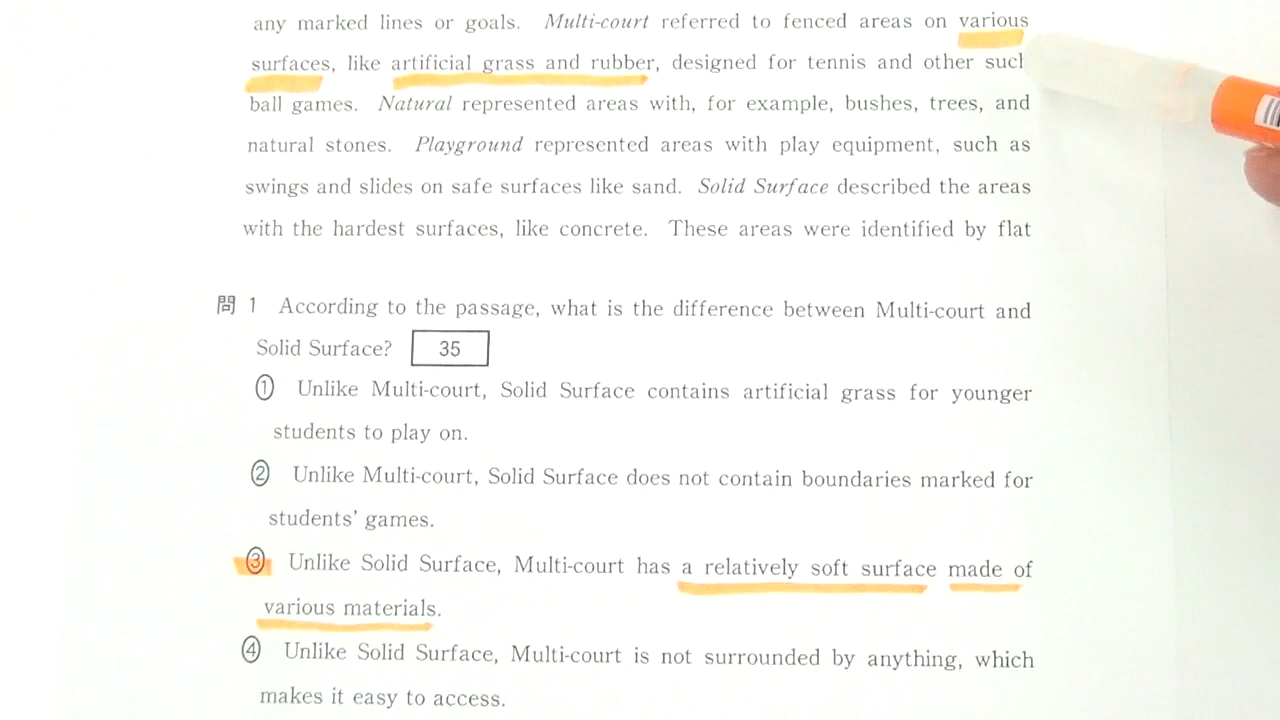 any marked lines or goals. Multi-court referred to fenced areas on various
surfaces, like artificial grass and rubber, designed for tennis and other such
ball games. Natural represented areas with, for example, bushes, trees, and
natural stones. Playground represented areas with play equipment, such as
swings and slides on safe surfaces like sand. Solid Surface described the areas
with the hardest surfaces, like concrete. These areas were identified by flat
問 1 According to the passage, what is the difference between Multi-court and
Solid Surface? 35
① Unlike Multi-court, Solid Surface contains artificial grass for younger
students to play on.
② Unlike Multi-court, Solid Surface does not contain boundaries marked for
students' games.
③ Unlike Solid Surface, Multi-court has a relatively soft surface made of
various materials.
④ Unlike Solid Surface, Multi-court is not surrounded by anything, which
makes it easy to access.